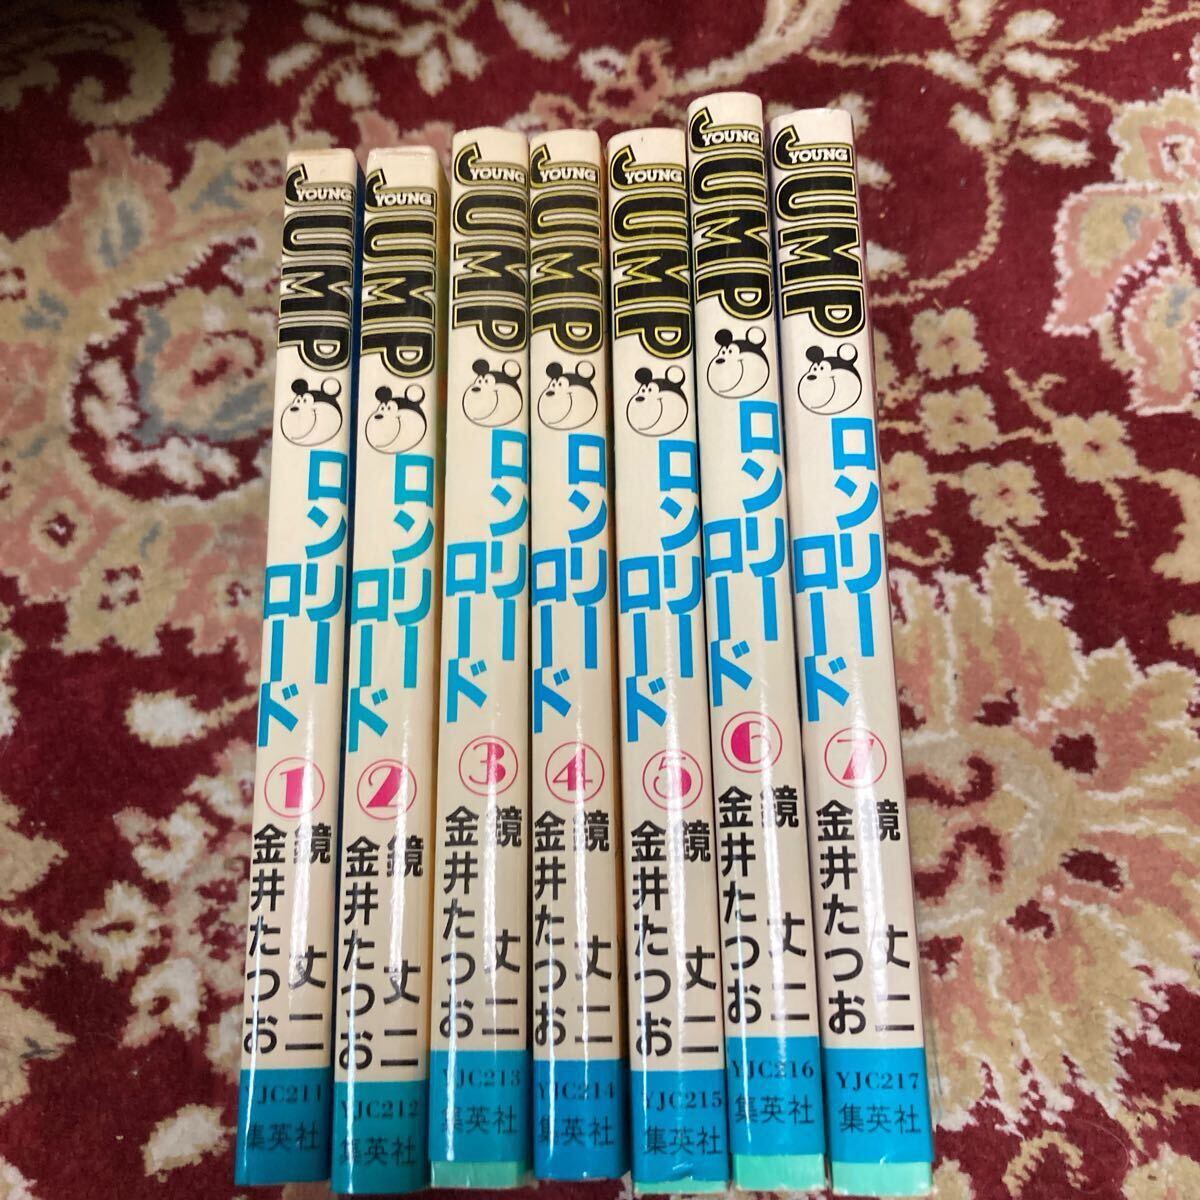 YOUNG
JUMP
ロンリー
ロード
1
鏡 丈二
金井たつお
YJC211
集英社
YOUNG
JUMP
ロンリー
ロード
2
鏡 丈二
金井たつお
YJC212
集英社
YOUNG
JUMP
ロンリー
ロード
3
鏡 丈二
金井たつお
YJC213
集英社
YOUNG
JUMP
ロンリー
ロード
4
鏡 丈二
金井たつお
YJC214
集英社
YOUNG
JUMP
ロンリー
ロード
5
鏡 丈二
金井たつお
YJC215
集英社
YOUNG
JUMP
ロンリー
ロード
6
鏡 丈二
金井たつお
YJC216
集英社
YOUNG
JUMP
ロンリー
ロード
7
鏡 丈二
金井たつお
YJC217
集英社